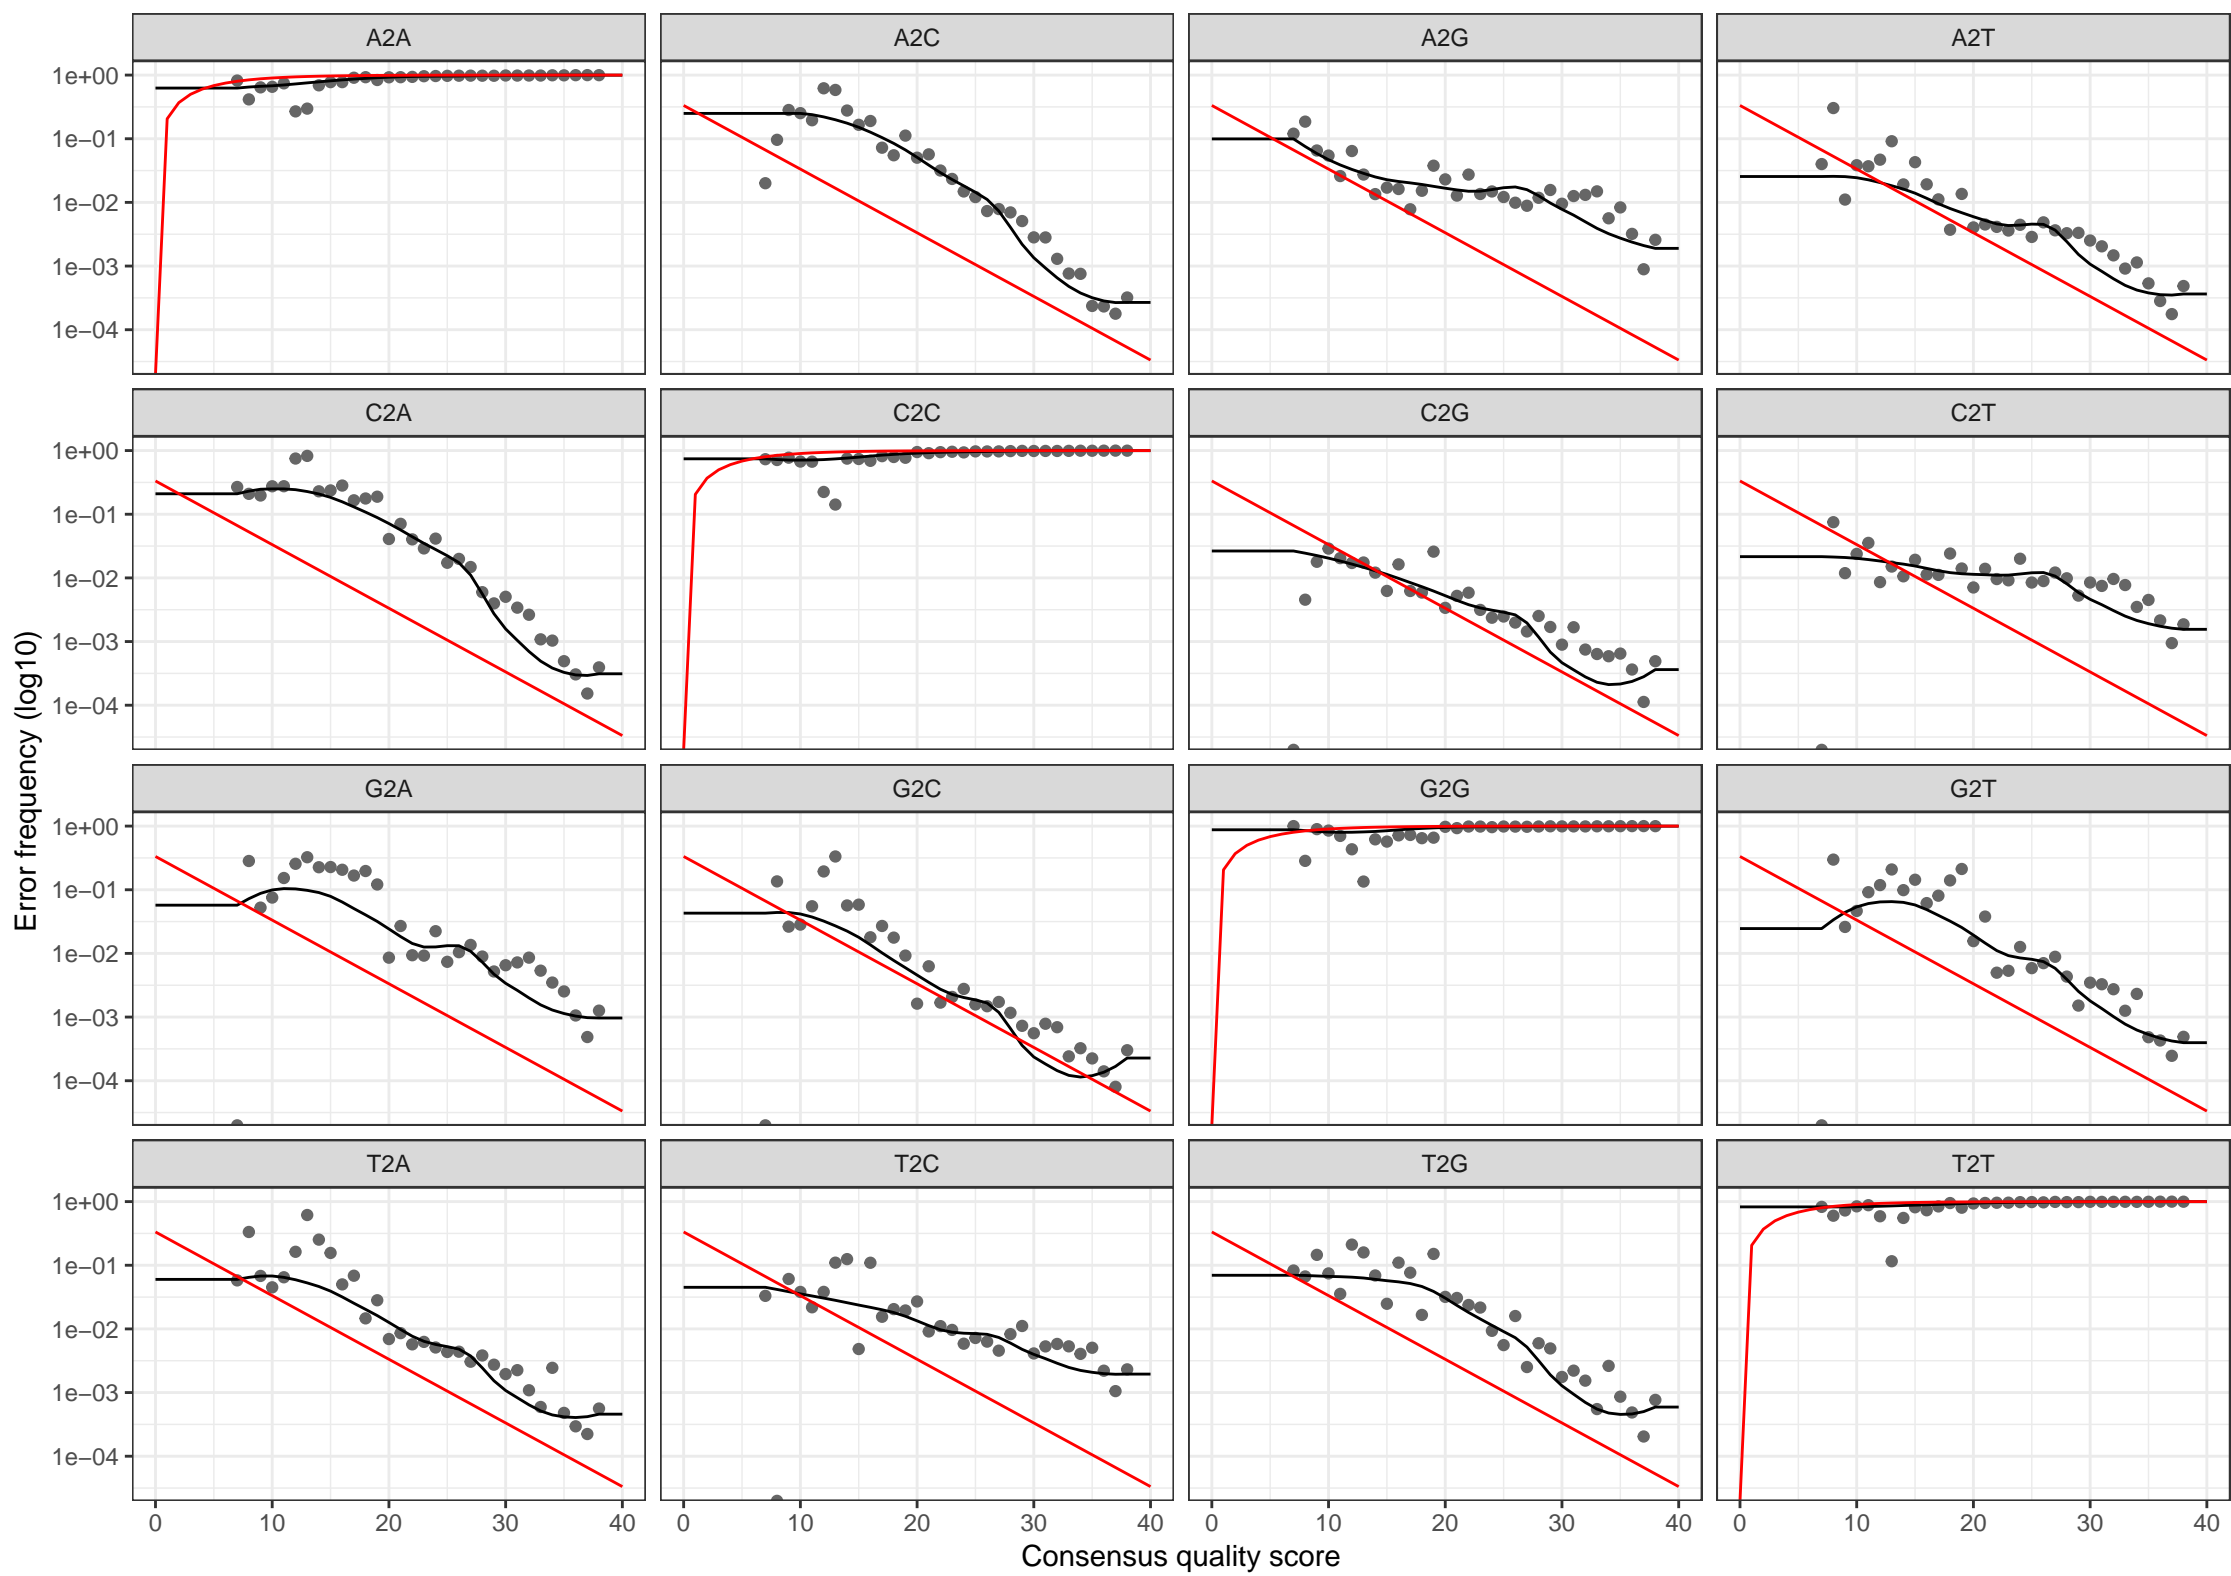 A2A A2C A2G A2T
1e+00
1e−01
1e−02
1e−03
1e−04
C2A C2C C2G C2T
1e+00
1e−01
1e−02
1e−03
1e−04
Error frequency (log10)
G2A G2C G2G G2T
1e+00
1e−01
1e−02
1e−03
1e−04
T2A T2C T2G T2T
1e+00
1e−01
1e−02
1e−03
1e−04
0 10 20 30 40 0 10 20 30 40 0 10 20 30 40 0 10 20 30 40
Consensus quality score